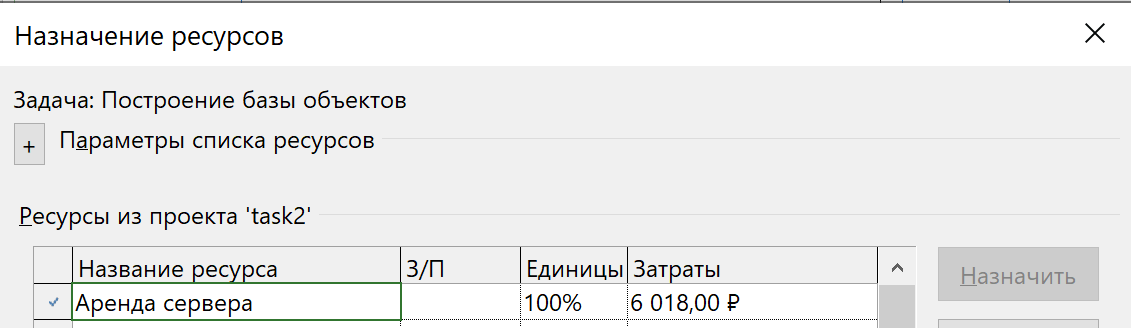 Назначение ресурсов
Задача: Построение базы объектов
+ Параметры списка ресурсов
Ресурсы из проекта 'task2'
Название ресурса З/П Единицы Затраты
Назначить
Аренда сервера 100% 6 018,00 ₽